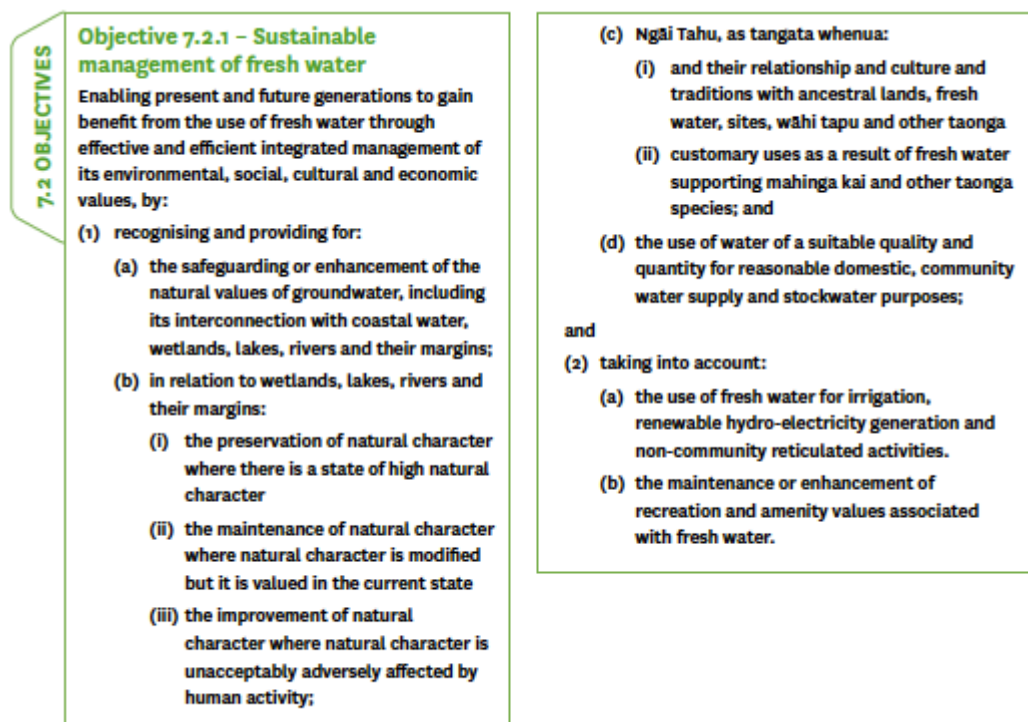 7.2 OBJECTIVES
Objective 7.2.1 – Sustainable
management of fresh water
Enabling present and future generations to gain
benefit from the use of fresh water through
effective and efficient integrated management of
its environmental, social, cultural and economic
values, by:
(1) recognising and providing for:
(a) the safeguarding or enhancement of the
natural values of groundwater, including
its interconnection with coastal water,
wetlands, lakes, rivers and their margins;
(b) in relation to wetlands, lakes, rivers and
their margins:
(i) the preservation of natural character
where there is a state of high natural
character
(ii) the maintenance of natural character
where natural character is modified
but it is valued in the current state
(iii) the improvement of natural
character where natural character is
unacceptably adversely affected by
human activity;
(c) Ngāi Tahu, as tangata whenua:
(i) and their relationship and culture and
traditions with ancestral lands, fresh
water, sites, wāhi tapu and other taonga
(ii) customary uses as a result of fresh water
supporting mahinga kai and other taonga
species; and
(d) the use of water of a suitable quality and
quantity for reasonable domestic, community
water supply and stockwater purposes;
and
(2) taking into account:
(a) the use of fresh water for irrigation,
renewable hydro-electricity generation and
non-community reticulated activities.
(b) the maintenance or enhancement of
recreation and amenity values associated
with fresh water.